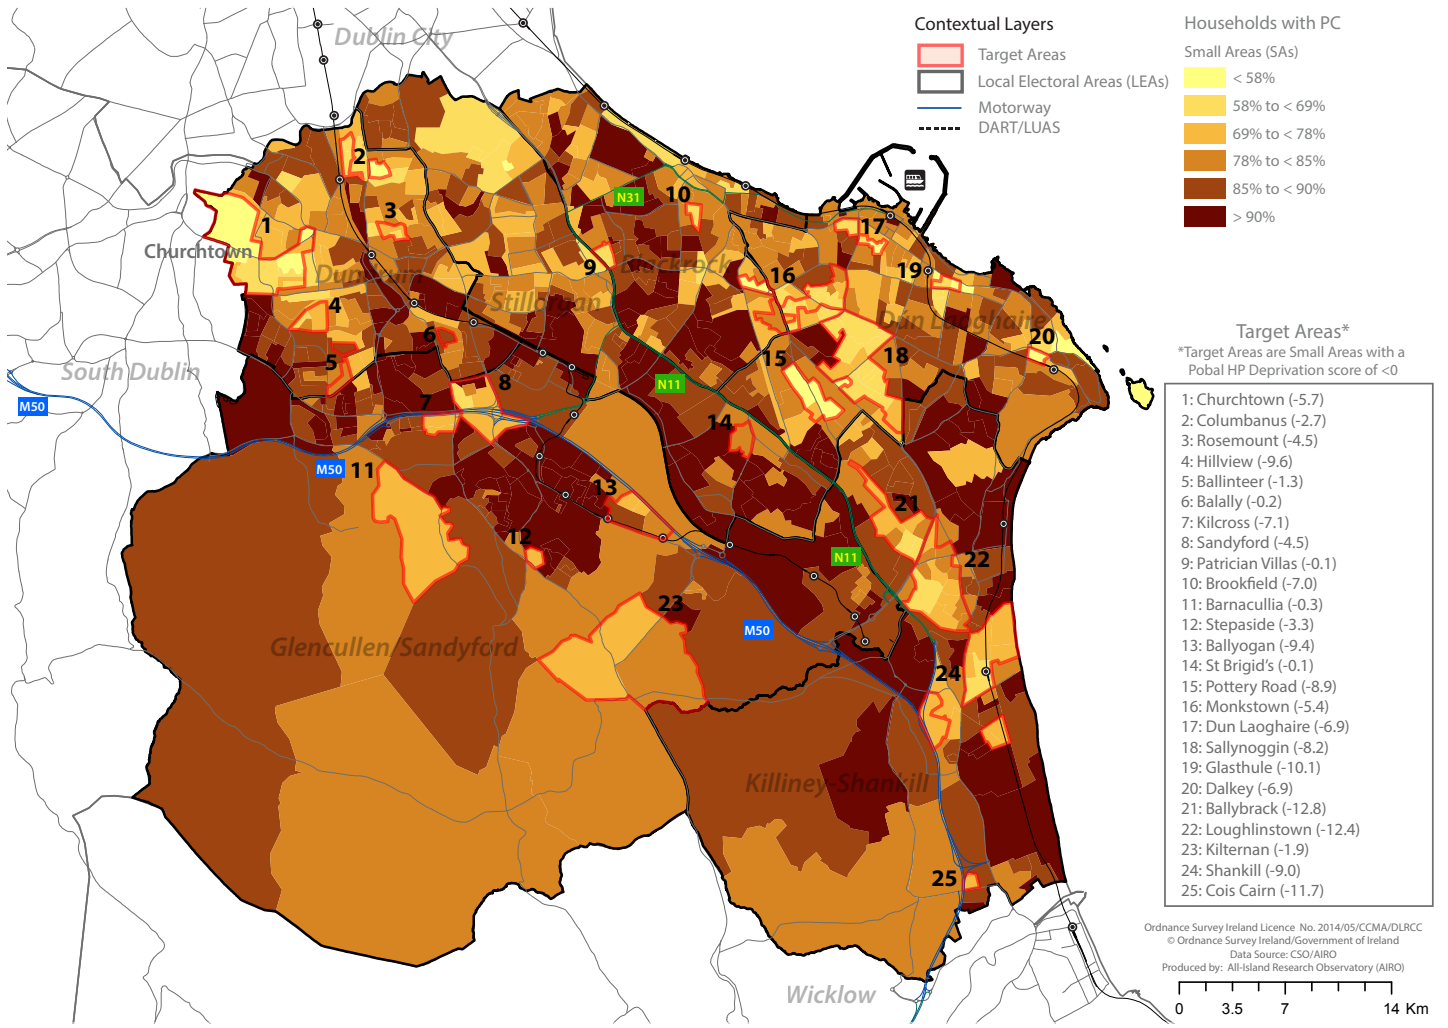 Dublin City
Contextual Layers
Target Areas
Local Electoral Areas (LEAs)
Motorway
DART/LUAS
Households with PC
Small Areas (SAs)
< 58%
58% to < 69%
69% to < 78%
78% to < 85%
85% to < 90%
> 90%
2
N31
10
3
1
17
Churchtown
Dundrum
9
Blackrock
16
19
Stillorgan
4
Dún Laoghaire
6
20
5
15
18
South Dublin
8
N11
M50
7
14
M50
11
13
21
12
N11
22
23
M50
Glencullen/Sandyford
24
Killiney-Shankill
25
Wicklow
Target Areas*
*Target Areas are Small Areas with a
Pobal HP Deprivation score of <0
1: Churchtown (-5.7)
2: Columbanus (-2.7)
3: Rosemount (-4.5)
4: Hillview (-9.6)
5: Ballinteer (-1.3)
6: Balally (-0.2)
7: Kilcross (-7.1)
8: Sandyford (-4.5)
9: Patrician Villas (-0.1)
10: Brookfield (-7.0)
11: Barnacullia (-0.3)
12: Stepaside (-3.3)
13: Ballyogan (-9.4)
14: St Brigid's (-0.1)
15: Pottery Road (-8.9)
16: Monkstown (-5.4)
17: Dun Laoghaire (-6.9)
18: Sallynoggin (-8.2)
19: Glasthule (-10.1)
20: Dalkey (-6.9)
21: Ballybrack (-12.8)
22: Loughlinstown (-12.4)
23: Kilternan (-1.9)
24: Shankill (-9.0)
25: Cois Cairn (-11.7)
Ordnance Survey Ireland Licence No. 2014/05/CCMA/DLRCC
© Ordnance Survey Ireland/Government of Ireland
Data Source: CSO/AIRO
Produced by: All-Island Research Observatory (AIRO)
0 3.5 7 14 Km